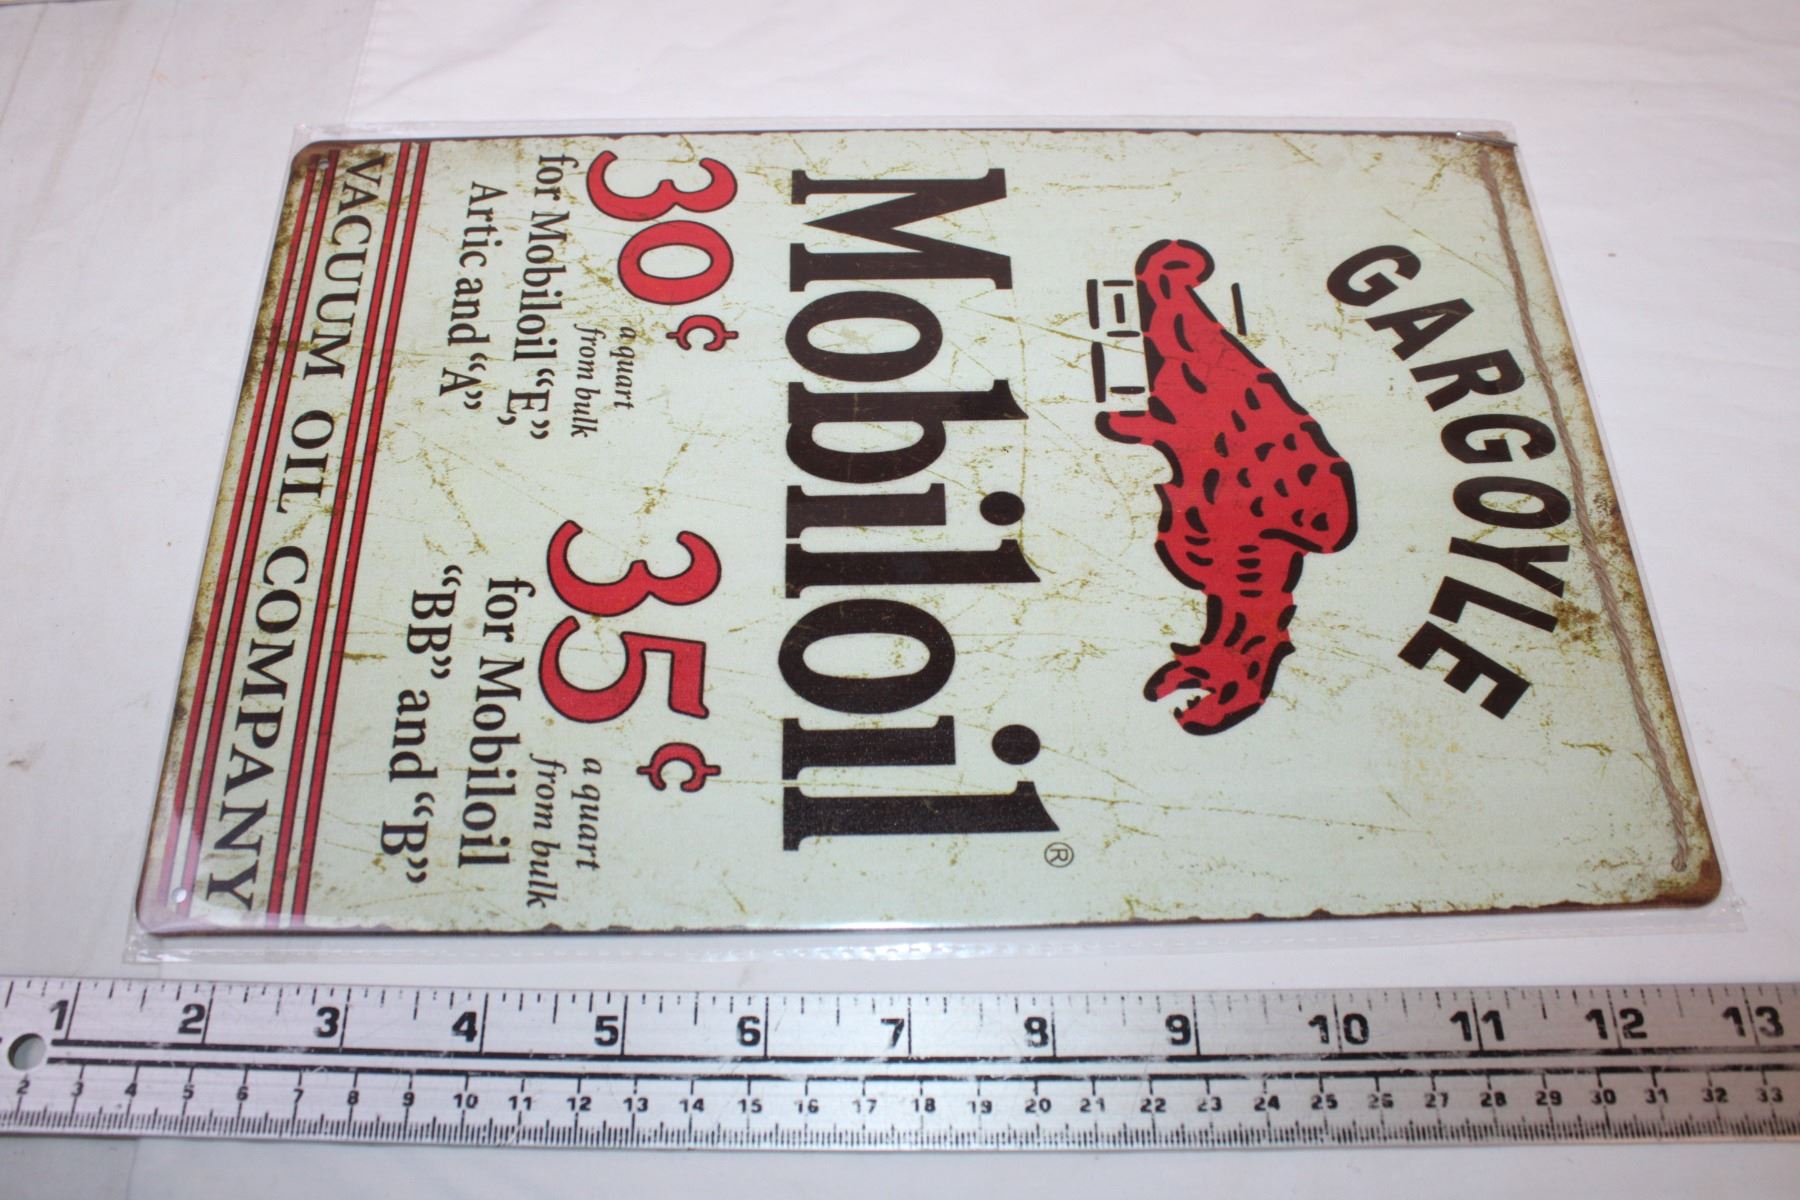 GARGOYLE
Mobiloil®
30¢ a quart from bulk
for Mobiloil “E”,
Artic and “A”
35¢ a quart from bulk
for Mobiloil
“BB” and “B”
VACUUM OIL COMPANY
1 2 3 4 5 6 7 8 9 10 11 12 13
2 3 4 5 6 7 8 9 10 11 12 13 14 15 16 17 18 19 20 21 22 23 24 25 26 27 28 29 30 31 32 33